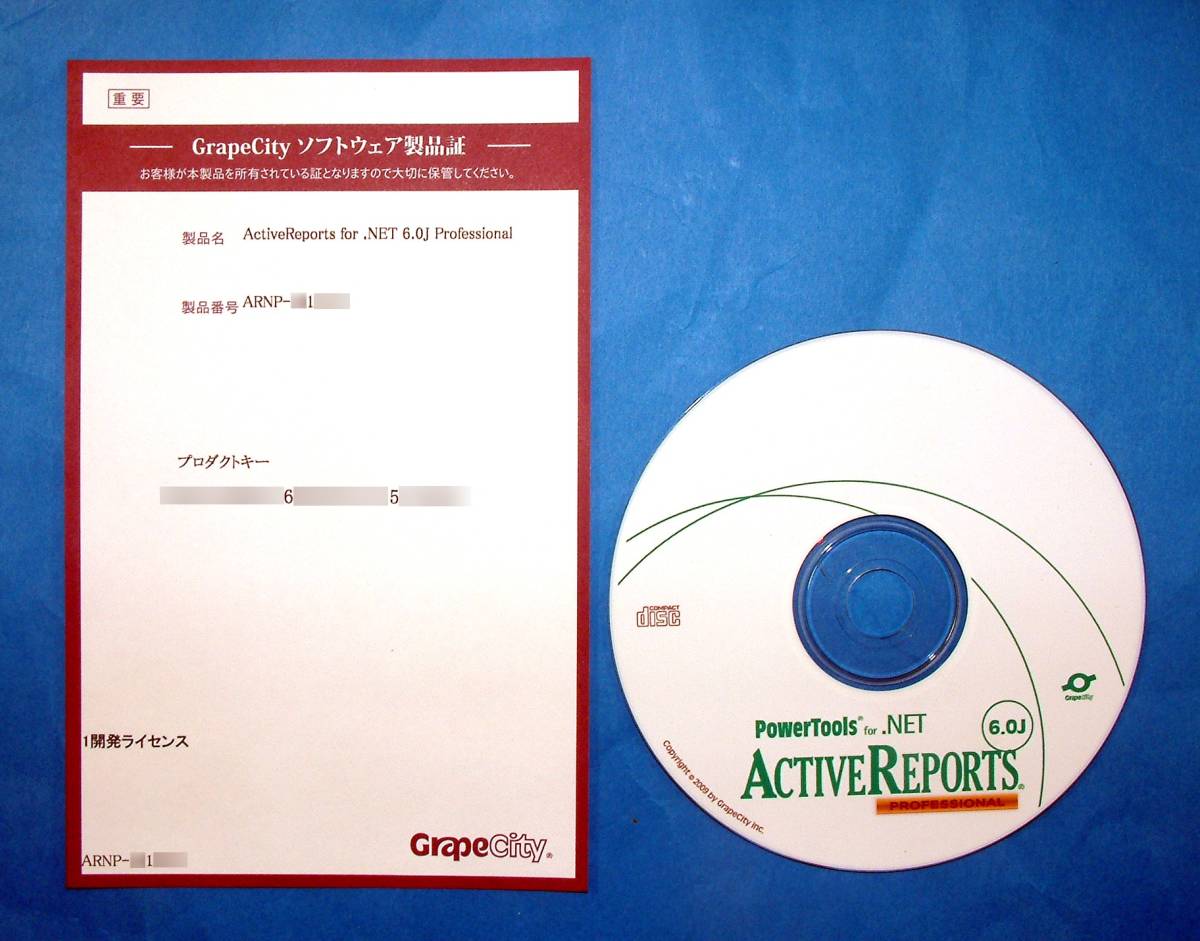 重要
GrapeCity ソフトウェア製品証
お客様が本製品を所有されている証となりますので大切に保管してください。
製品名 ActiveReports for .NET 6.0J Professional
製品番号 ARNP- 1
プロダクトキー
6 5
1開発ライセンス
GrapeCity®
ARNP- 1
COMPACT
disc
GrapeCity
PowerTools® for .NET
6.0J
ACTIVEREPORTS®
PROFESSIONAL
Copyright © 2009 by GrapeCity inc.